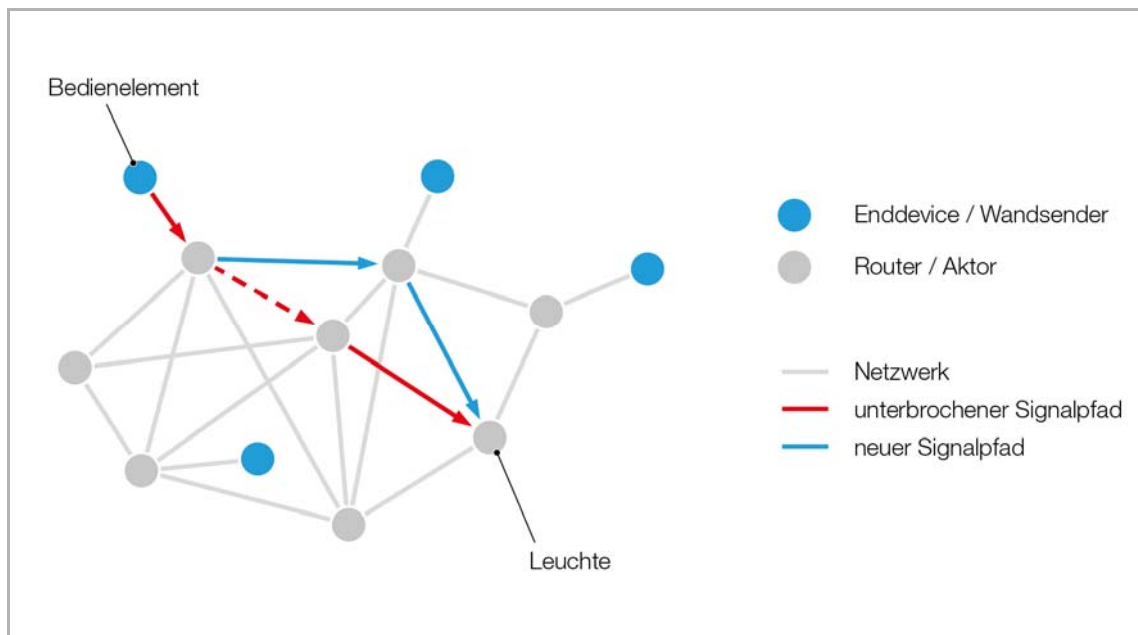 Bedienelement
Enddevice / Wandsender
Router / Aktor
Netzwerk
unterbrochener Signalpfad
neuer Signalpfad
Leuchte